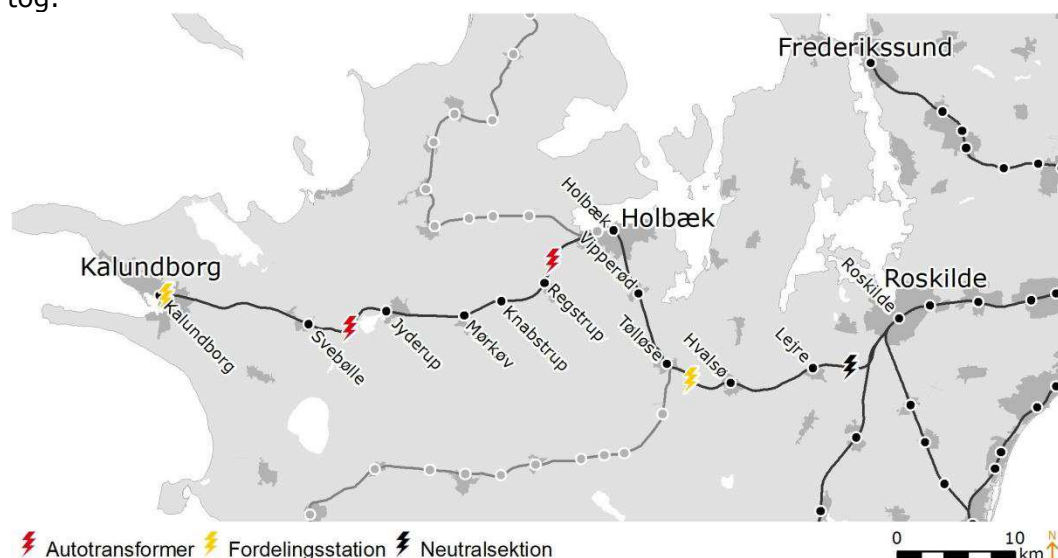 tog.
Frederikssund
Holbæk
Holbæk
Vipperød
Kalundborg
Kalundborg
Svebølle
Jyderup
Mørkøv
Knabstrup
Regstrup
Tølløse
Hvalsø
Lejre
Roskilde
Roskilde
Autotransformer Fordelingsstation Neutralsektion
0 10
km
N